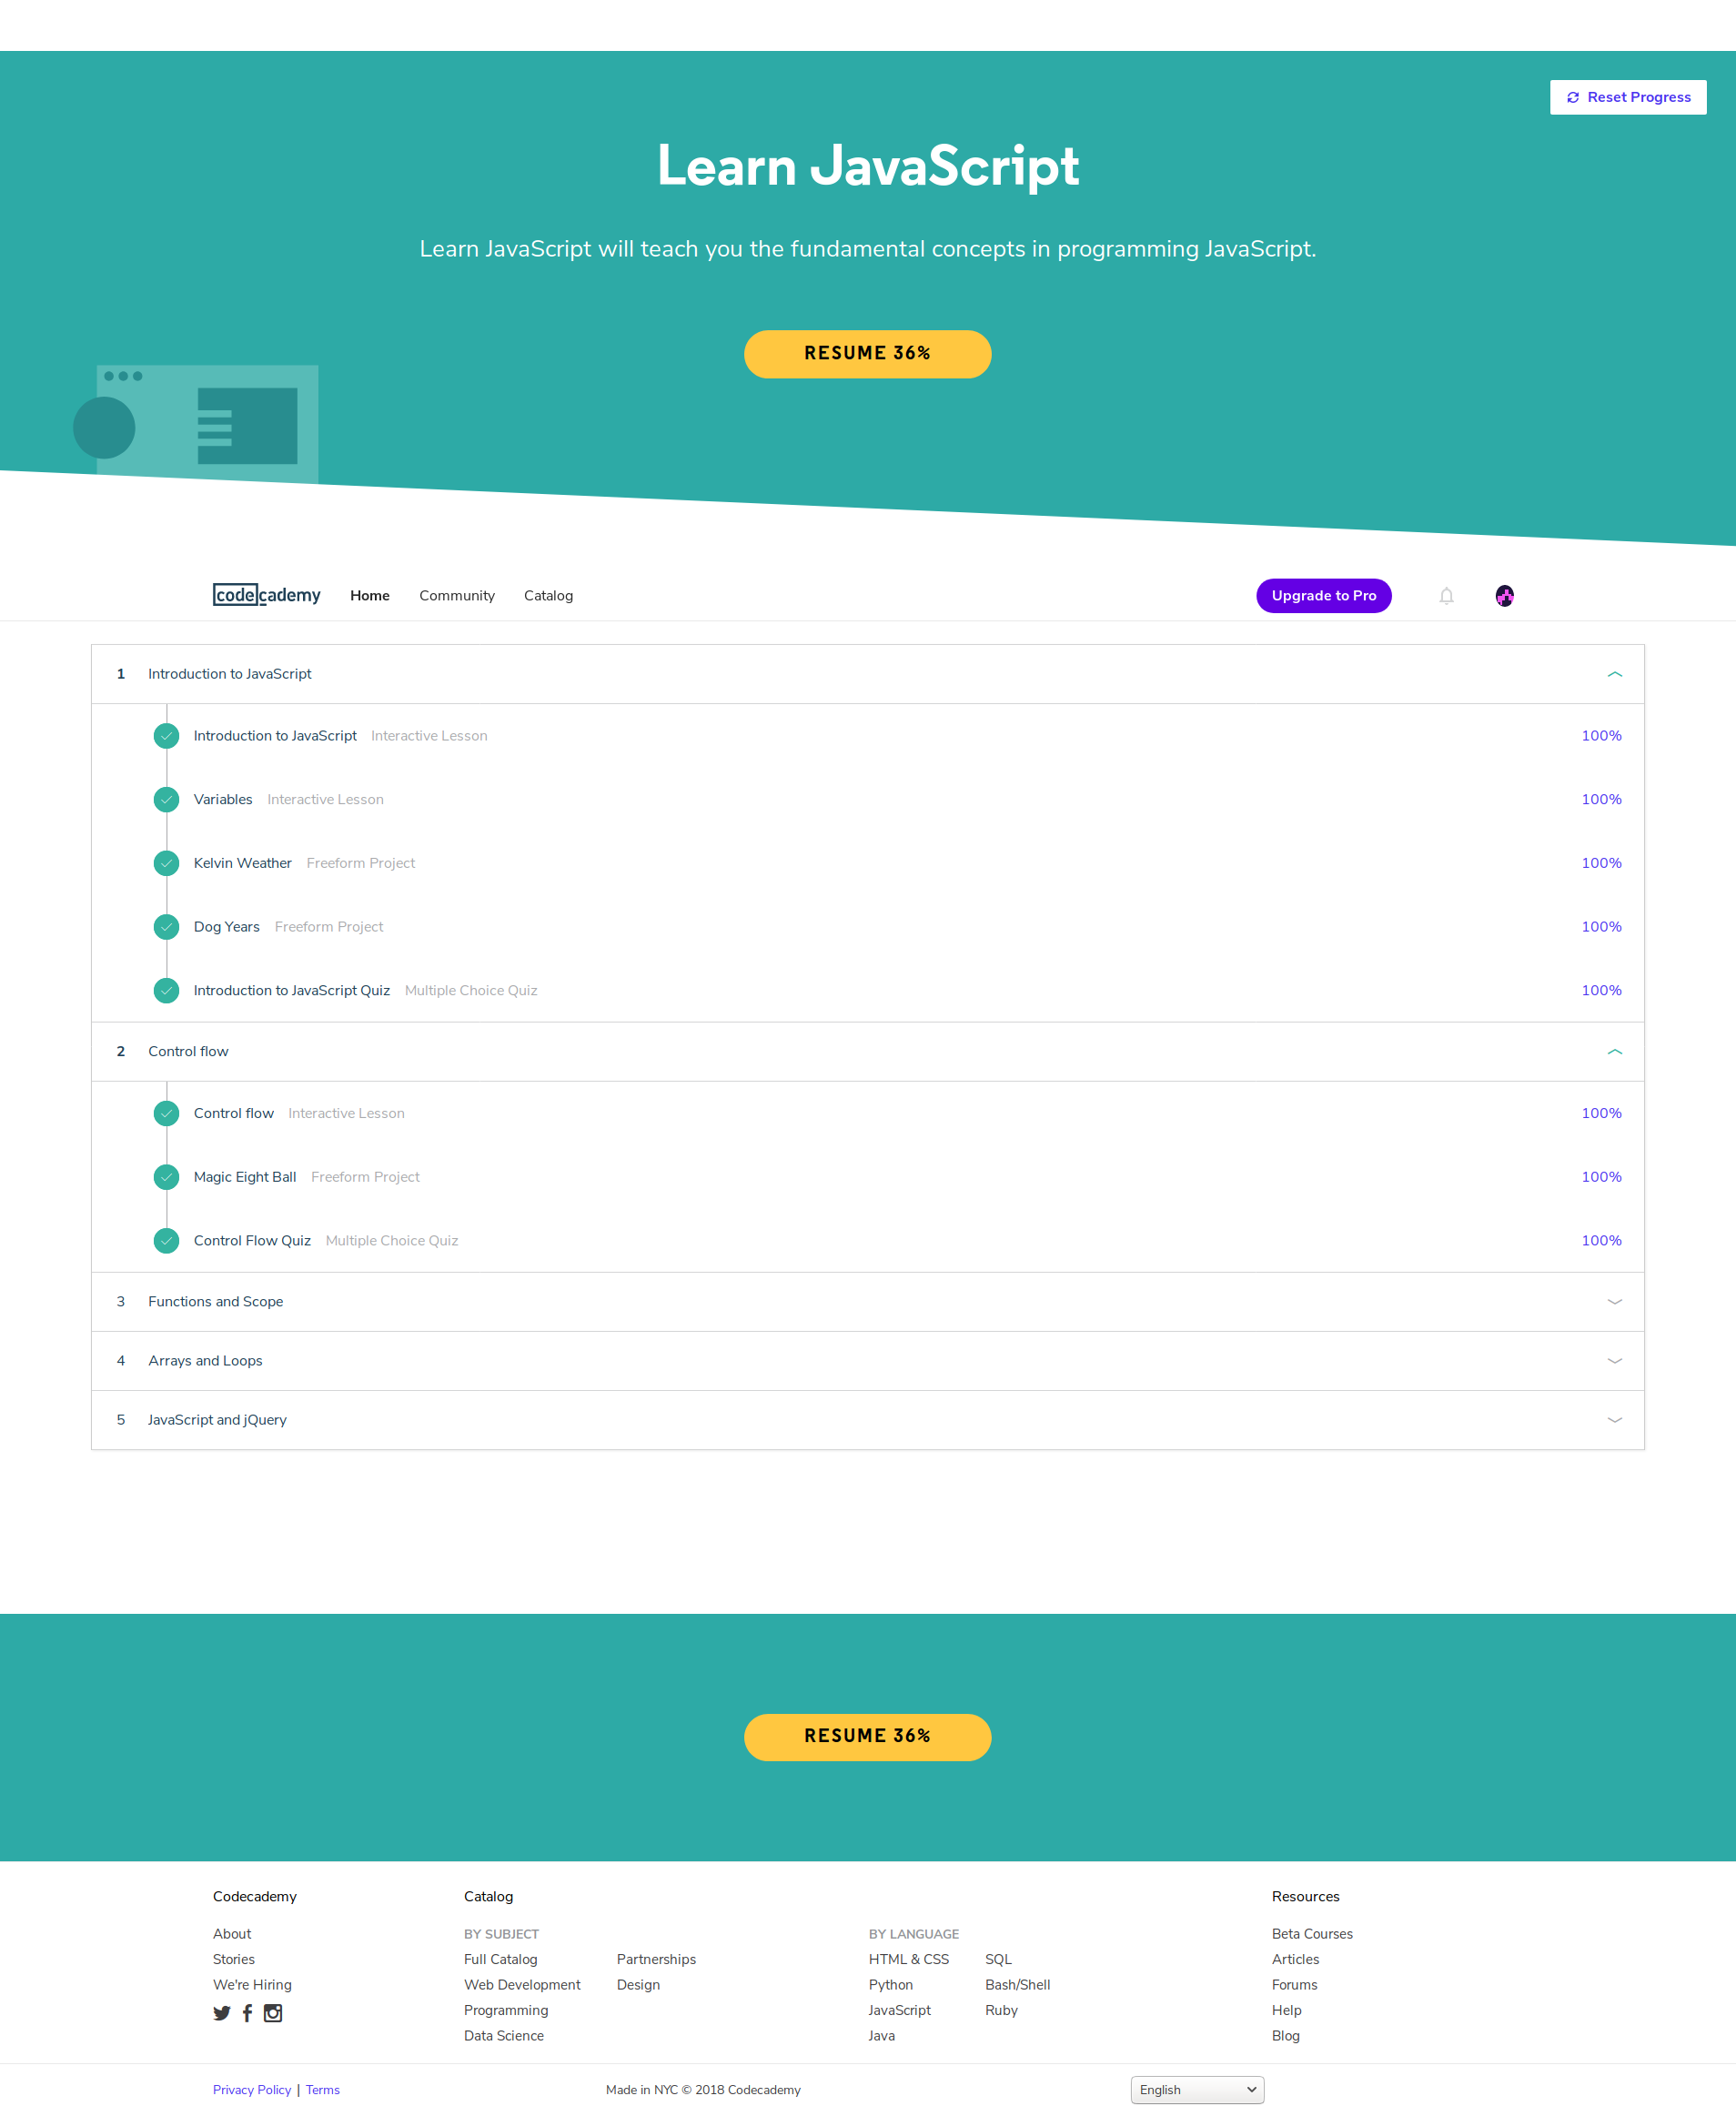 Reset Progress
Learn JavaScript
Learn JavaScript will teach you the fundamental concepts in programming JavaScript.
RESUME 36%
codecademy Home Community Catalog Upgrade to Pro
1 Introduction to JavaScript
Introduction to JavaScript Interactive Lesson 100%
Variables Interactive Lesson 100%
Kelvin Weather Freeform Project 100%
Dog Years Freeform Project 100%
Introduction to JavaScript Quiz Multiple Choice Quiz 100%
2 Control flow
Control flow Interactive Lesson 100%
Magic Eight Ball Freeform Project 100%
Control Flow Quiz Multiple Choice Quiz 100%
3 Functions and Scope
4 Arrays and Loops
5 JavaScript and jQuery
RESUME 36%
Codecademy Catalog Resources
About BY SUBJECT BY LANGUAGE Beta Courses
Stories Full Catalog Partnerships HTML & CSS SQL Articles
We're Hiring Web Development Design Python Bash/Shell Forums
Programming JavaScript Ruby Help
Data Science Java Blog
Privacy Policy | Terms Made in NYC © 2018 Codecademy English